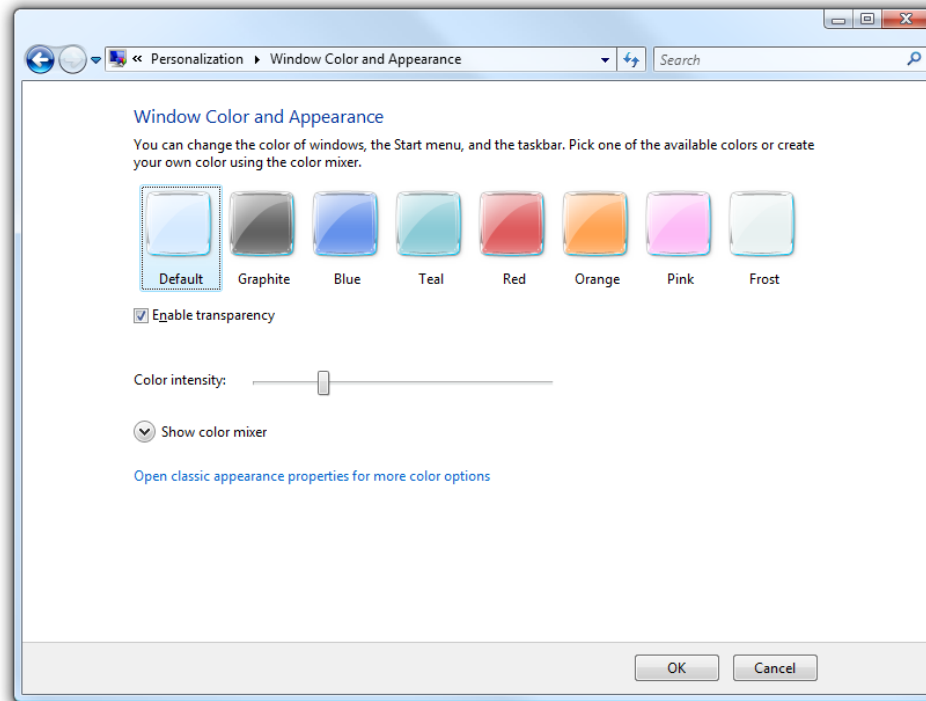 « Personalization ▸ Window Color and Appearance
Search
Window Color and Appearance
You can change the color of windows, the Start menu, and the taskbar. Pick one of the available colors or create
your own color using the color mixer.
Default Graphite Blue Teal Red Orange Pink Frost
Enable transparency
Color intensity:
Show color mixer
Open classic appearance properties for more color options
OK Cancel